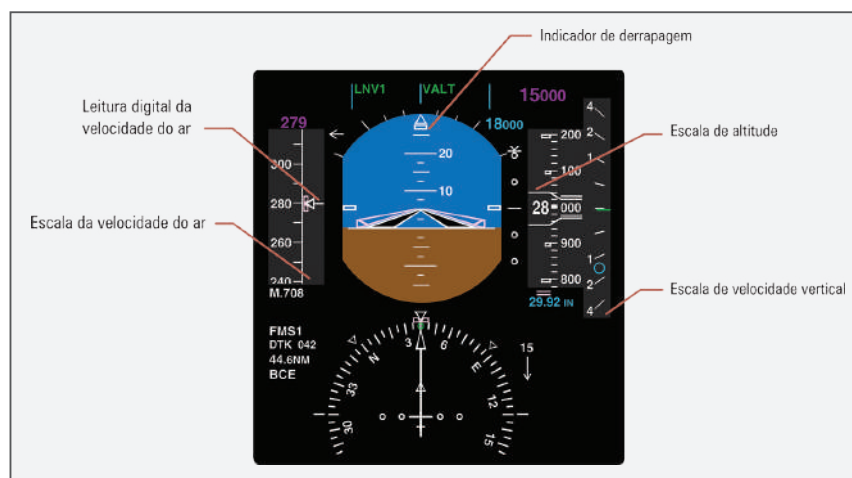 Indicador de derrapagem
LNV1 VALT
15000
Leitura digital da
velocidade do ar
279
18000
4
2
1
200
100
Escala de altitude
300
20
10
280
28 000
Escala da velocidade do ar
260
900
1
240
800
2
M.708
29.92 IN
4
Escala de velocidade vertical
FMS1
DTK 042
44.6NM
BCE
3 6
N E
33 12
30 15
15